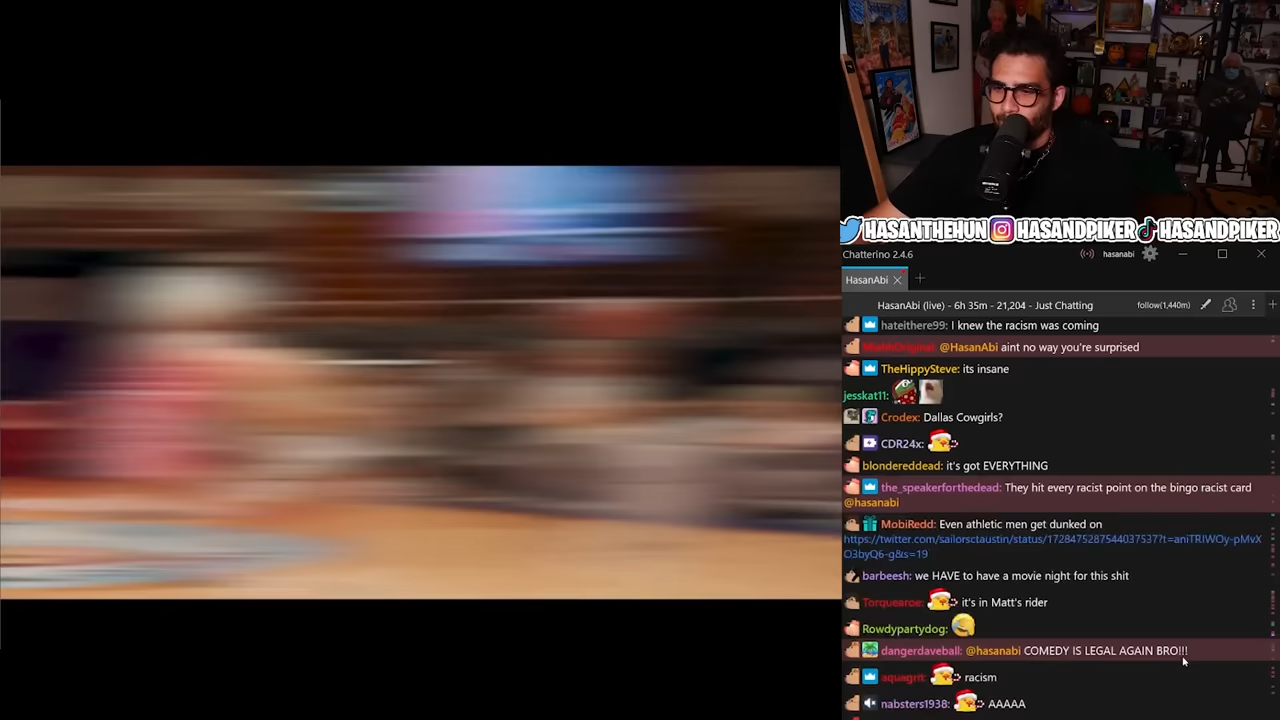 HASANTHEHUN HASANDPIKER HASANDPIKER
Chatterino 2.4.6 hasanabi
HasanAbi
HasanAbi (live) - 6h 35m - 21,204 - Just Chatting follow(1,440m)
hateithere99: I knew the racism was coming
@HasanAbi aint no way you're surprised
TheHippySteve: its insane
jesskat11:
Crodex: Dallas Cowgirls?
CDR24x:
blondereddead: it's got EVERYTHING
the_speakerforthedead: They hit every racist point on the bingo racist card
@hasanabi
MobiRedd: Even athletic men get dunked on
https://twitter.com/sailorsctaustin/status/1728475287544037537?t=aniTRlWOy-pMvX
O3byQ6-g&s=19
barbeesh: we HAVE to have a movie night for this shit
Torquearoe: it's in Matt's rider
Rowdypartydog:
dangerdaveball: @hasanabi COMEDY IS LEGAL AGAIN BRO!!!
aquagrit: racism
nabsters1938: AAAAA